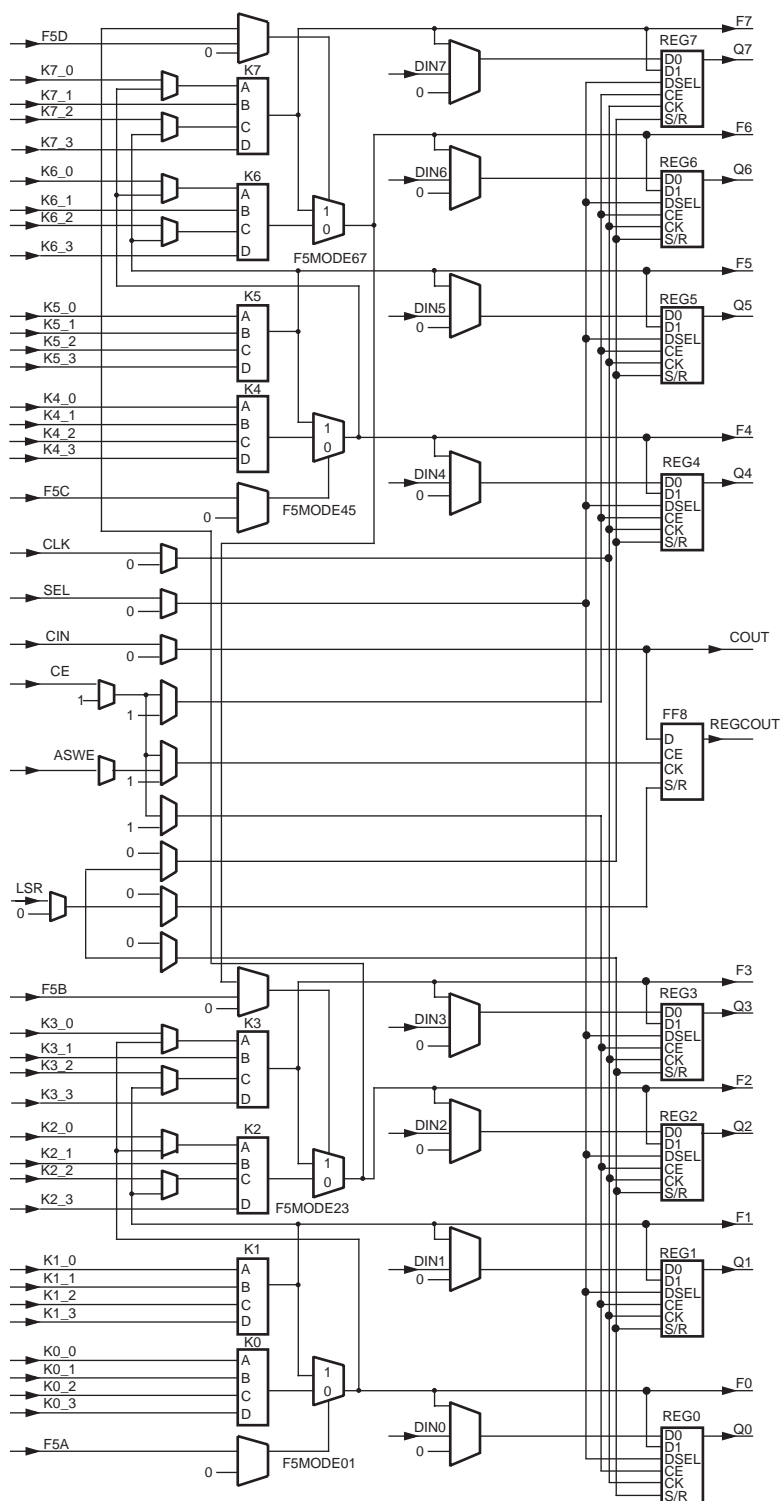 F7
F5D
0
REG7
Q7
K7_0
K7
DIN7
0
D0
D1
DSEL
CE
CK
S/R
A
B
C
D
K7_1
K7_2
K7_3
F6
K6_0
K6
DIN6
0
REG6
Q6
D0
D1
DSEL
CE
CK
S/R
A
B
C
D
K6_1
K6_2
K6_3
1
0
F5MODE67
F5
K5_0
K5
DIN5
0
REG5
Q5
D0
D1
DSEL
CE
CK
S/R
A
B
C
D
K5_1
K5_2
K5_3
K4_0
K4
A
B
C
D
K4_1
K4_2
K4_3
1
0
F4
REG4
Q4
DIN4
0
D0
D1
DSEL
CE
CK
S/R
F5C
0
F5MODE45
CLK
0
SEL
0
CIN
0
COUT
CE
1
1
FF8
REGCOUT
D
CE
CK
S/R
ASWE
1
1
0
LSR
0
0
0
F5B
0
F3
REG3
Q3
K3_0
K3
DIN3
0
D0
D1
DSEL
CE
CK
S/R
A
B
C
D
K3_1
K3_2
K3_3
F2
K2_0
K2
DIN2
0
REG2
Q2
D0
D1
DSEL
CE
CK
S/R
A
B
C
D
K2_1
K2_2
K2_3
1
0
F5MODE23
F1
K1_0
K1
DIN1
0
REG1
Q1
D0
D1
DSEL
CE
CK
S/R
A
B
C
D
K1_1
K1_2
K1_3
K0_0
K0
A
B
C
D
K0_1
K0_2
K0_3
1
0
F0
REG0
Q0
DIN0
0
D0
D1
DSEL
CE
CK
S/R
F5A
0
F5MODE01